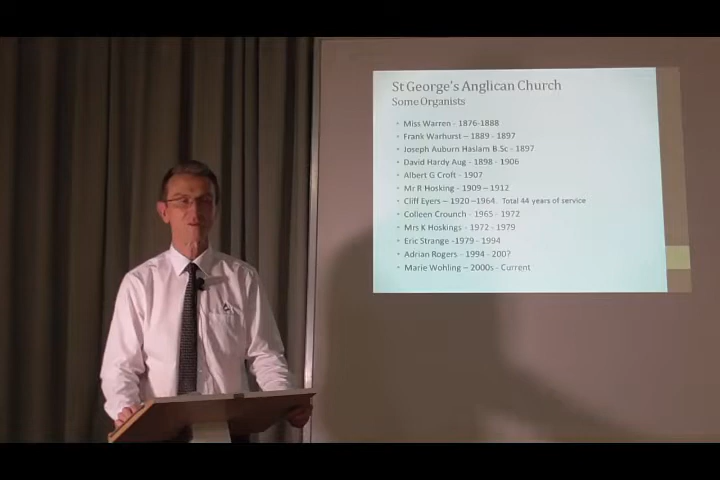 St George's Anglican Church
Some Organists
• Miss Warren - 1876-1888
• Frank Warhurst – 1889 - 1897
• Joseph Auburn Haslam B.Sc - 1897
• David Hardy Aug - 1898 - 1906
• Albert G Croft - 1907
• Mr R Hosking - 1909 – 1912
• Cliff Eyers – 1920 –1964. Total 44 years of service
• Colleen Crounch - 1965 - 1972
• Mrs K Hoskings - 1972 - 1979
• Eric Strange -1979 - 1994
• Adrian Rogers - 1994 - 200?
• Marie Wohling – 2000s - Current